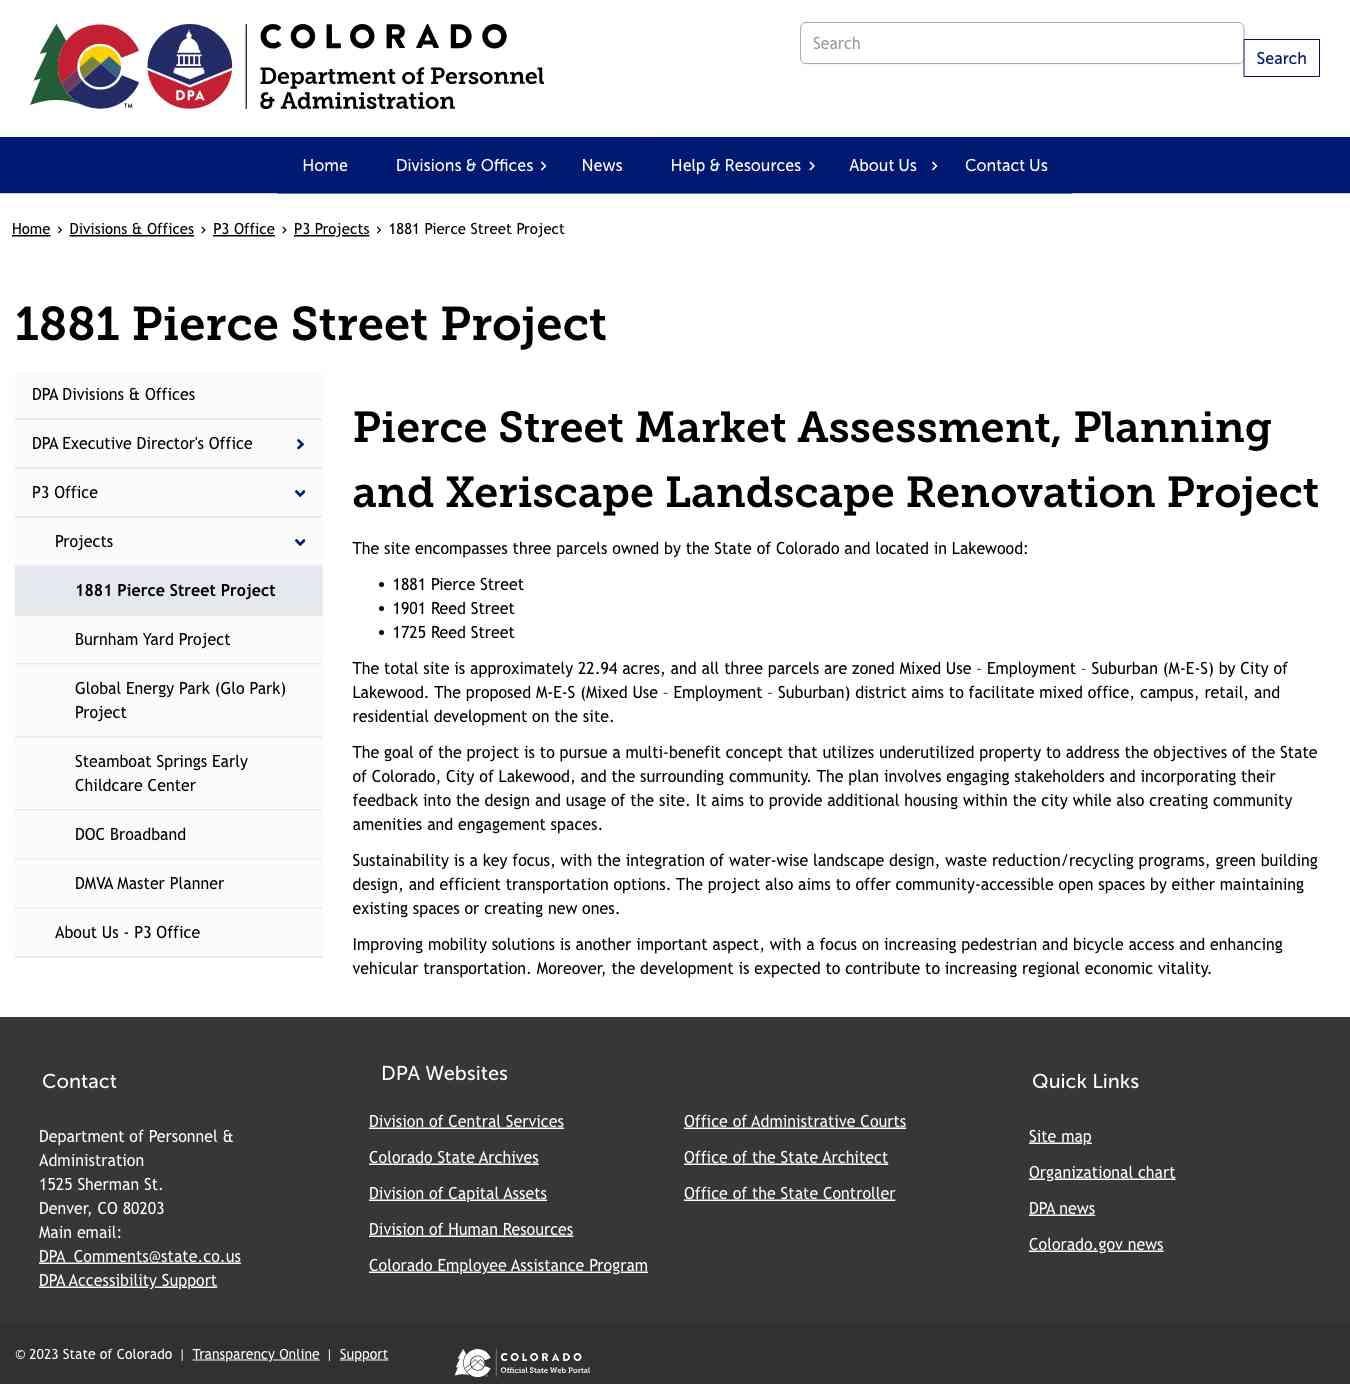 COLORADO
Department of Personnel
& Administration
DPA
TM
Search
Search
Home
Divisions & Offices
News
Help & Resources
About Us
Contact Us
Home › Divisions & Offices › P3 Office › P3 Projects › 1881 Pierce Street Project
1881 Pierce Street Project
DPA Divisions & Offices
DPA Executive Director's Office
P3 Office
Projects
1881 Pierce Street Project
Burnham Yard Project
Global Energy Park (Glo Park)
Project
Steamboat Springs Early
Childcare Center
DOC Broadband
DMVA Master Planner
About Us - P3 Office
Pierce Street Market Assessment, Planning
and Xeriscape Landscape Renovation Project
The site encompasses three parcels owned by the State of Colorado and located in Lakewood:
• 1881 Pierce Street
• 1901 Reed Street
• 1725 Reed Street
The total site is approximately 22.94 acres, and all three parcels are zoned Mixed Use - Employment - Suburban (M-E-S) by City of
Lakewood. The proposed M-E-S (Mixed Use - Employment - Suburban) district aims to facilitate mixed office, campus, retail, and
residential development on the site.
The goal of the project is to pursue a multi-benefit concept that utilizes underutilized property to address the objectives of the State
of Colorado, City of Lakewood, and the surrounding community. The plan involves engaging stakeholders and incorporating their
feedback into the design and usage of the site. It aims to provide additional housing within the city while also creating community
amenities and engagement spaces.
Sustainability is a key focus, with the integration of water-wise landscape design, waste reduction/recycling programs, green building
design, and efficient transportation options. The project also aims to offer community-accessible open spaces by either maintaining
existing spaces or creating new ones.
Improving mobility solutions is another important aspect, with a focus on increasing pedestrian and bicycle access and enhancing
vehicular transportation. Moreover, the development is expected to contribute to increasing regional economic vitality.
Contact
Department of Personnel &
Administration
1525 Sherman St.
Denver, CO 80203
Main email:
DPA_Comments@state.co.us
DPA Accessibility Support
DPA Websites
Division of Central Services
Colorado State Archives
Division of Capital Assets
Division of Human Resources
Colorado Employee Assistance Program
Office of Administrative Courts
Office of the State Architect
Office of the State Controller
Quick Links
Site map
Organizational chart
DPA news
Colorado.gov news
© 2023 State of Colorado | Transparency Online | Support
COLORADO
Official State Web Portal